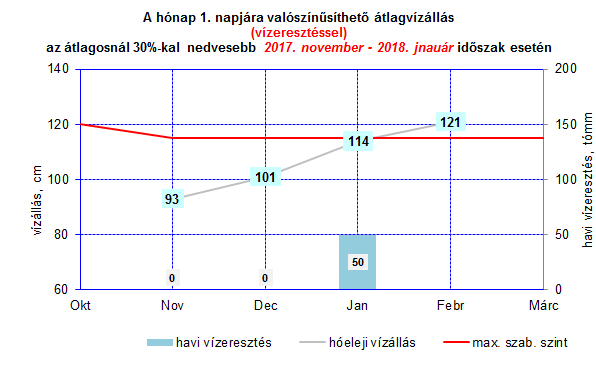 A hónap 1. napjára valószínűsíthető átlagvízállás
(vízeresztéssel)
az átlagosnál 30%-kal nedvesebb 2017. november - 2018. jnauár időszak esetén
140
120
100
80
60
vízállás, cm
200
150
100
50
0
havi vízeresztés, tömm
93
101
114
121
0
0
50
Okt
Nov
Dec
Jan
Febr
Márc
havi vízeresztés
hóeleji vízállás
max. szab. szint